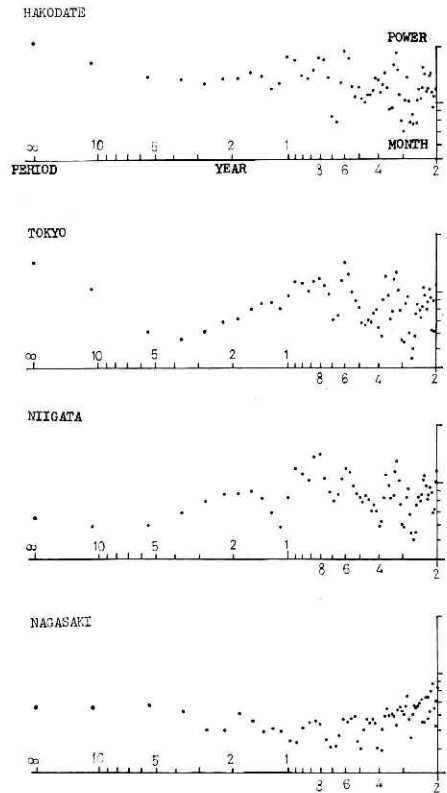 HAKODATE
POWER
MONTH
∞ 10 5 2 1 8 6 4 2
PERIOD YEAR
TOKYO
∞ 10 5 2 1
8 6 4 2
NIIGATA
∞ 10 5 2 1
8 6 4 2
NAGASAKI
∞ 10 5 2 1
8 6 4 2